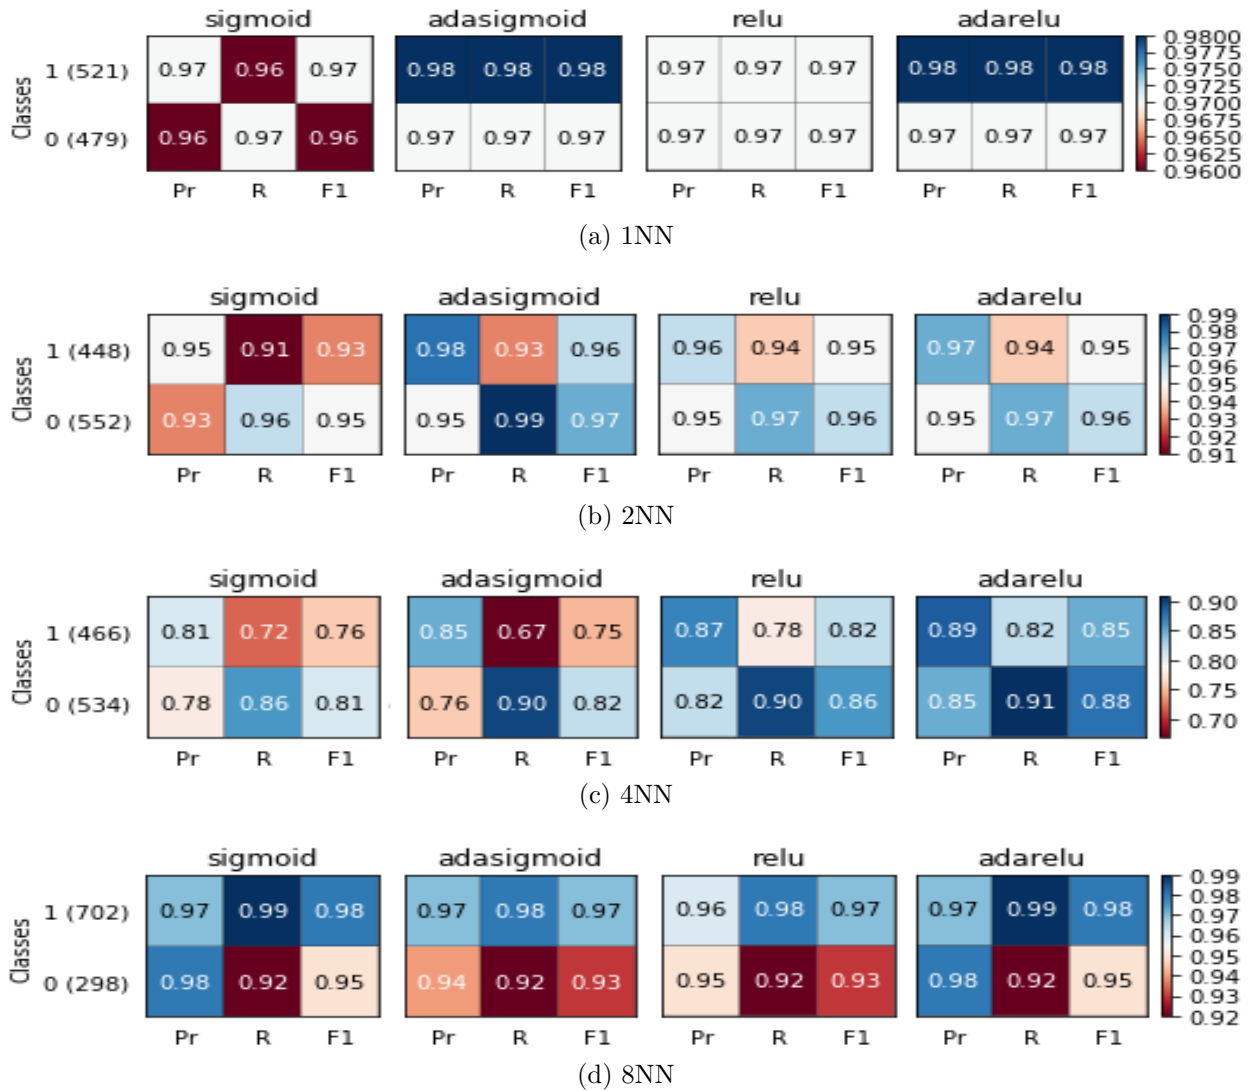 sigmoid adasigmoid relu adarelu
1 (521) 0.97 0.96 0.97 0.98 0.98 0.98 0.97 0.97 0.97 0.98 0.98 0.98
0 (479) 0.96 0.97 0.96 0.97 0.97 0.97 0.97 0.97 0.97 0.97 0.97 0.97
Classes
Pr R F1 Pr R F1 Pr R F1 Pr R F1
0.9800
0.9775
0.9750
0.9725
0.9700
0.9675
0.9650
0.9625
0.9600
(a) 1NN
sigmoid adasigmoid relu adarelu
1 (448) 0.95 0.91 0.93 0.98 0.93 0.96 0.96 0.94 0.95 0.97 0.94 0.95
0 (552) 0.93 0.96 0.95 0.95 0.99 0.97 0.95 0.97 0.96 0.95 0.97 0.96
Classes
Pr R F1 Pr R F1 Pr R F1 Pr R F1
0.99
0.98
0.97
0.96
0.95
0.94
0.93
0.92
0.91
(b) 2NN
sigmoid adasigmoid relu adarelu
1 (466) 0.81 0.72 0.76 0.85 0.67 0.75 0.87 0.78 0.82 0.89 0.82 0.85
0 (534) 0.78 0.86 0.81 0.76 0.90 0.82 0.82 0.90 0.86 0.85 0.91 0.88
Classes
Pr R F1 Pr R F1 Pr R F1 Pr R F1
0.90
0.85
0.80
0.75
0.70
(c) 4NN
sigmoid adasigmoid relu adarelu
1 (702) 0.97 0.99 0.98 0.97 0.98 0.97 0.96 0.98 0.97 0.97 0.99 0.98
0 (298) 0.98 0.92 0.95 0.94 0.92 0.93 0.95 0.92 0.93 0.98 0.92 0.95
Classes
Pr R F1 Pr R F1 Pr R F1 Pr R F1
0.99
0.98
0.97
0.96
0.95
0.94
0.93
0.92
(d) 8NN